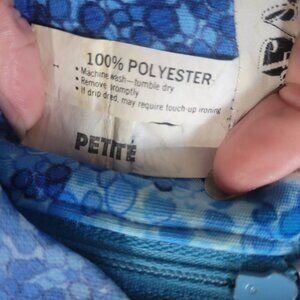 100% POLYESTER
• Machine wash—tumble dry
• Remove promptly
• If drip dried, may require touch-up ironing
PETITE